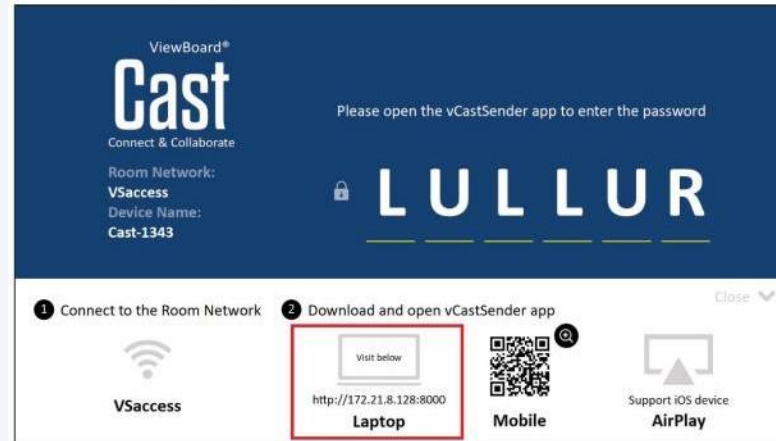 ViewBoard®
Cast
Connect & Collaborate
Room Network:
VSaccess
Device Name:
Cast-1343
Please open the vCastSender app to enter the password
LULLUR
Close
1 Connect to the Room Network
2 Download and open vCastSender app
VSaccess
Visit below
http://172.21.8.128:8000
Laptop
Mobile
Support iOS device
AirPlay